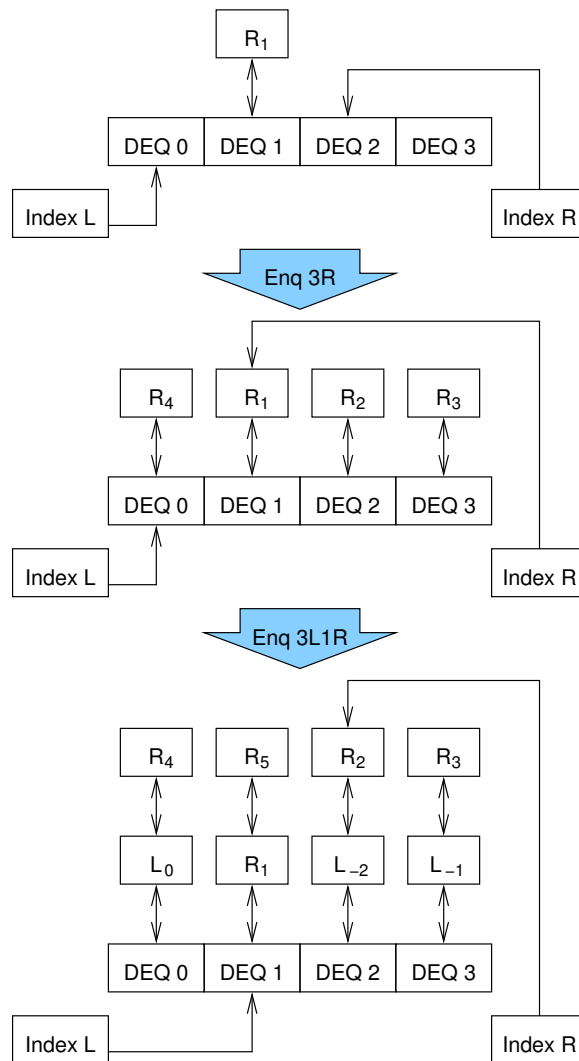 R₁
DEQ 0 DEQ 1 DEQ 2 DEQ 3
Index L Index R
Enq 3R
R₄ R₁ R₂ R₃
DEQ 0 DEQ 1 DEQ 2 DEQ 3
Index L Index R
Enq 3L1R
R₄ R₅ R₂ R₃
L₀ R₁ L₋₂ L₋₁
DEQ 0 DEQ 1 DEQ 2 DEQ 3
Index L Index R